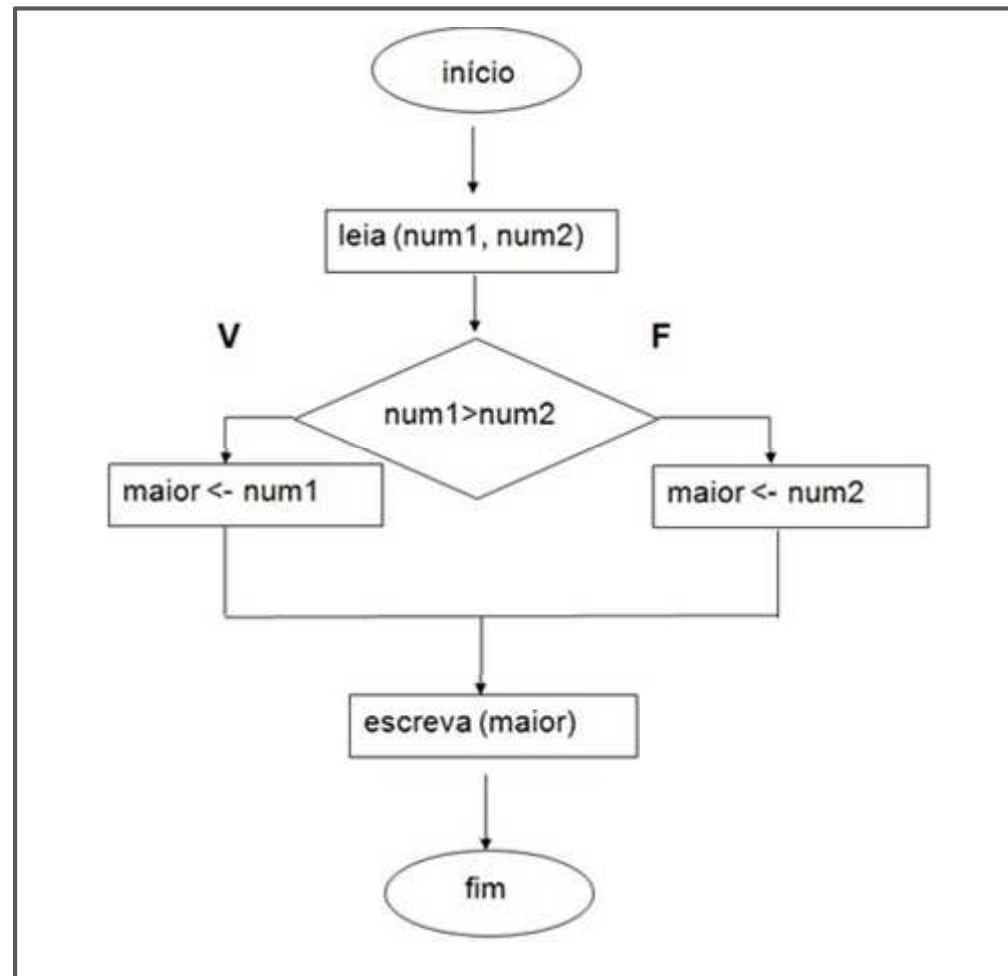 início
leia (num1, num2)
V
F
num1>num2
maior <- num1
maior <- num2
escreva (maior)
fim